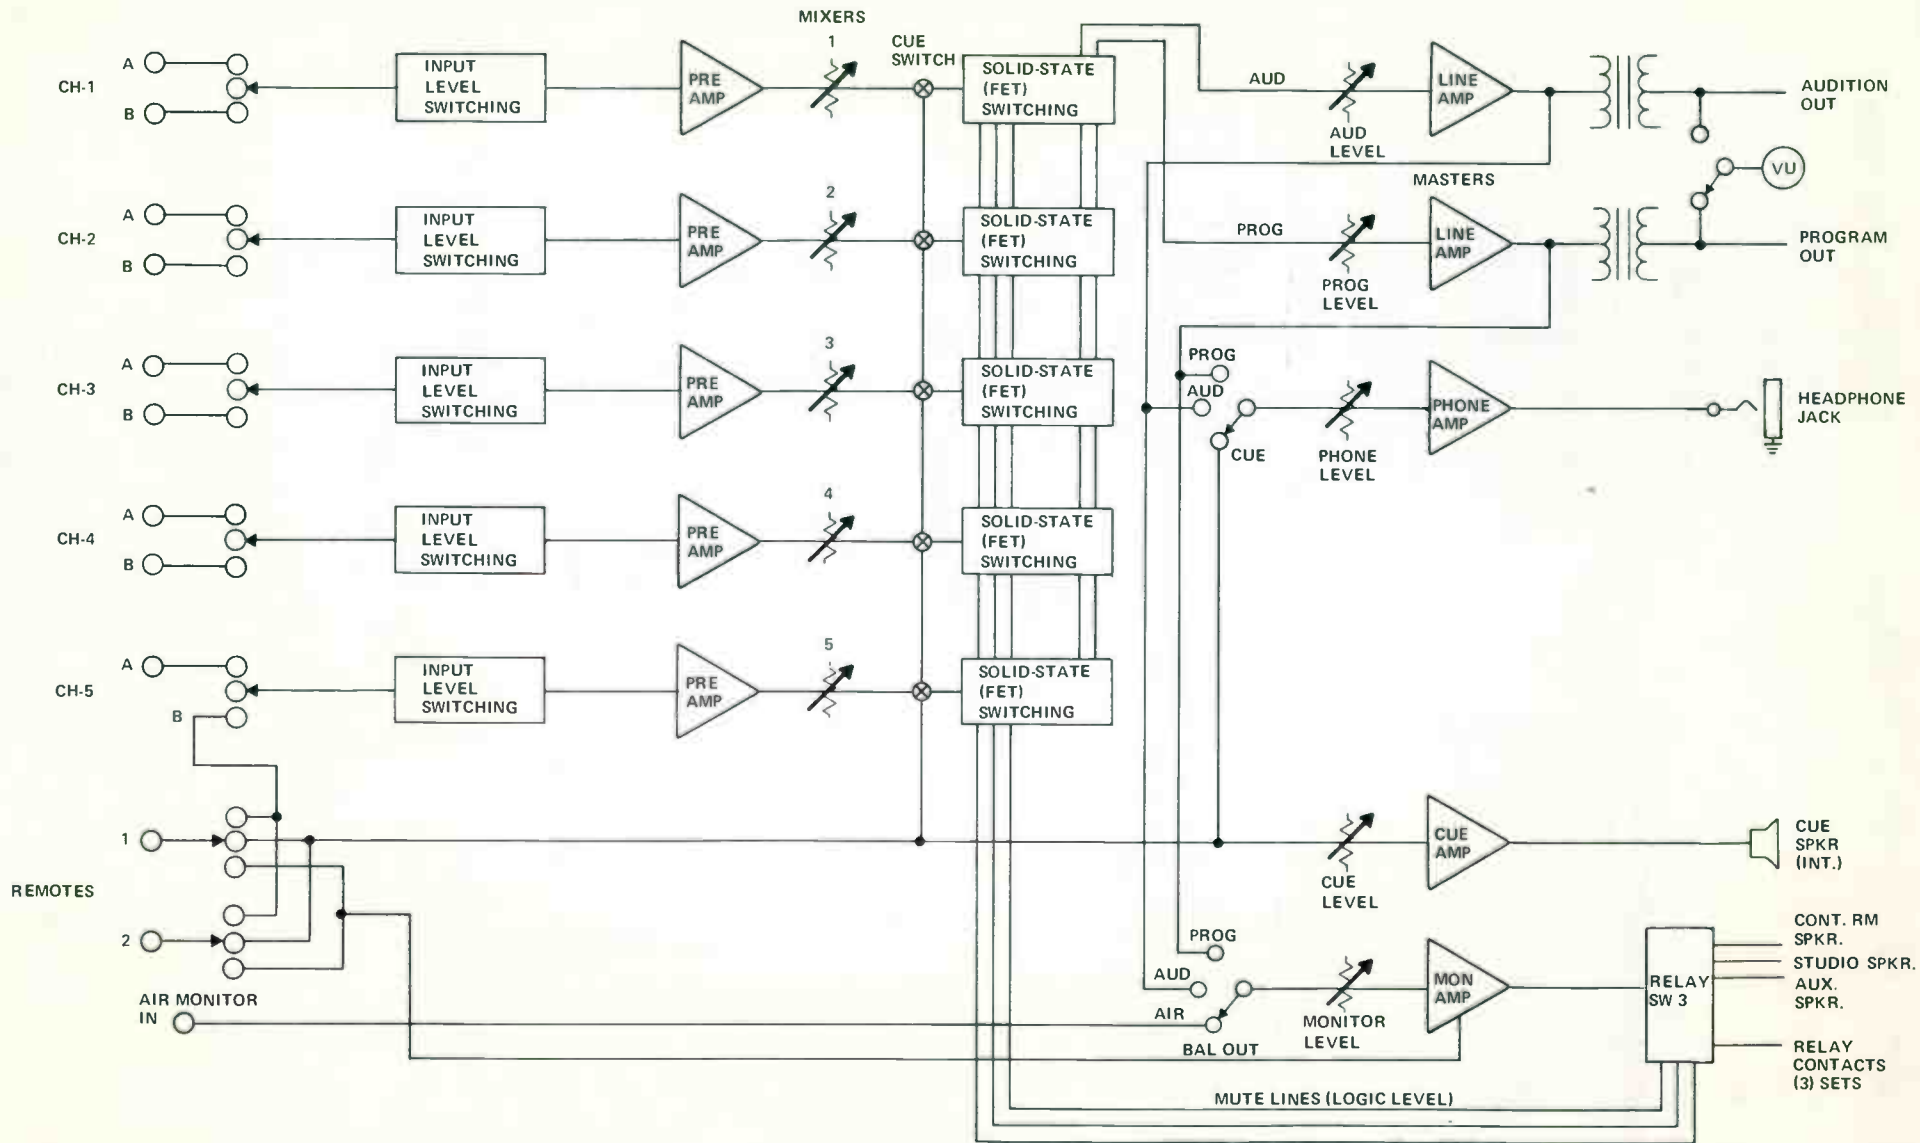 MIXERS
1
CUE
SWITCH
CH-1
A
B
INPUT
LEVEL
SWITCHING
PRE
AMP
SOLID-STATE
(FET)
SWITCHING
AUD
AUD
LEVEL
LINE
AMP
AUDITION
OUT
VU
MASTERS
CH-2
A
B
INPUT
LEVEL
SWITCHING
PRE
AMP
2
SOLID-STATE
(FET)
SWITCHING
PROG
PROG
LEVEL
LINE
AMP
PROGRAM
OUT
CH-3
A
B
INPUT
LEVEL
SWITCHING
PRE
AMP
3
SOLID-STATE
(FET)
SWITCHING
PROG
AUD
CUE
PHONE
LEVEL
PHONE
AMP
HEADPHONE
JACK
CH-4
A
B
INPUT
LEVEL
SWITCHING
PRE
AMP
4
SOLID-STATE
(FET)
SWITCHING
CH-5
A
B
INPUT
LEVEL
SWITCHING
PRE
AMP
5
SOLID-STATE
(FET)
SWITCHING
REMOTES
1
2
CUE
LEVEL
CUE
AMP
CUE
SPKR
(INT.)
AIR MONITOR
IN
PROG
AUD
AIR
BAL OUT
MONITOR
LEVEL
MON
AMP
RELAY
SW 3
CONT. RM
SPKR.
STUDIO SPKR.
AUX.
SPKR.
RELAY
CONTACTS
(3) SETS
MUTE LINES (LOGIC LEVEL)